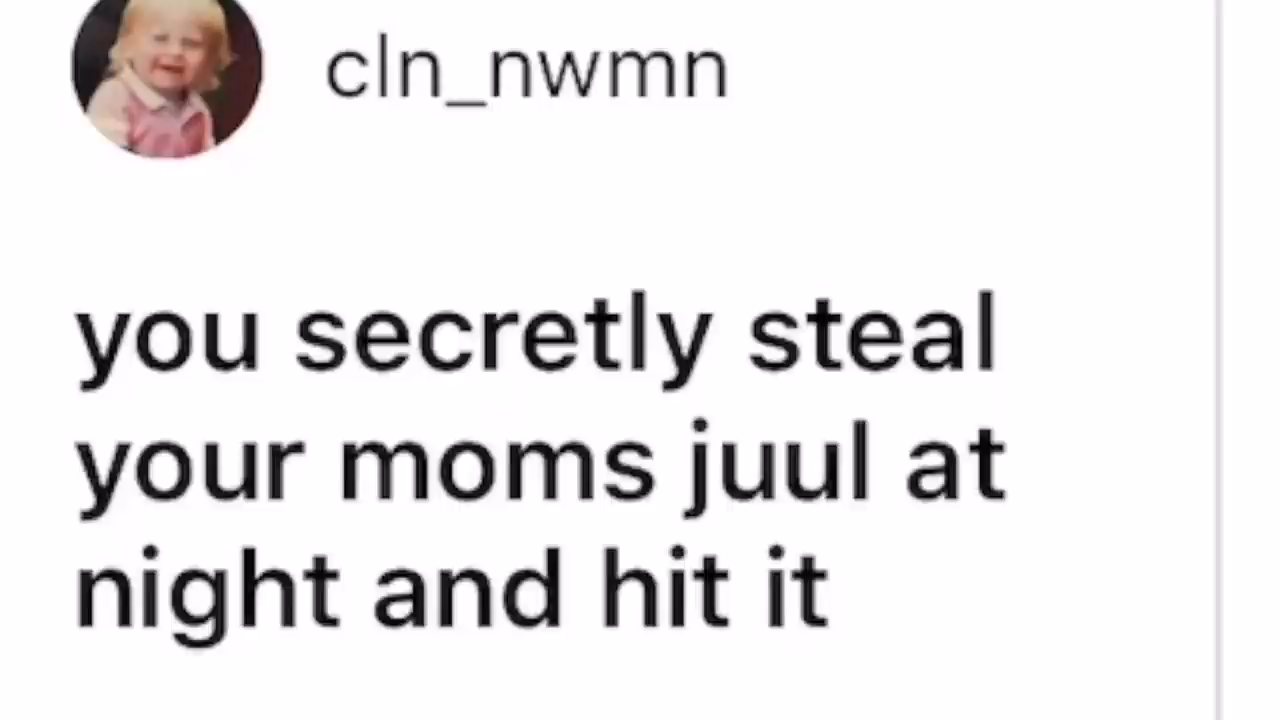 cln_nwmn
you secretly steal
your moms juul at
night and hit it